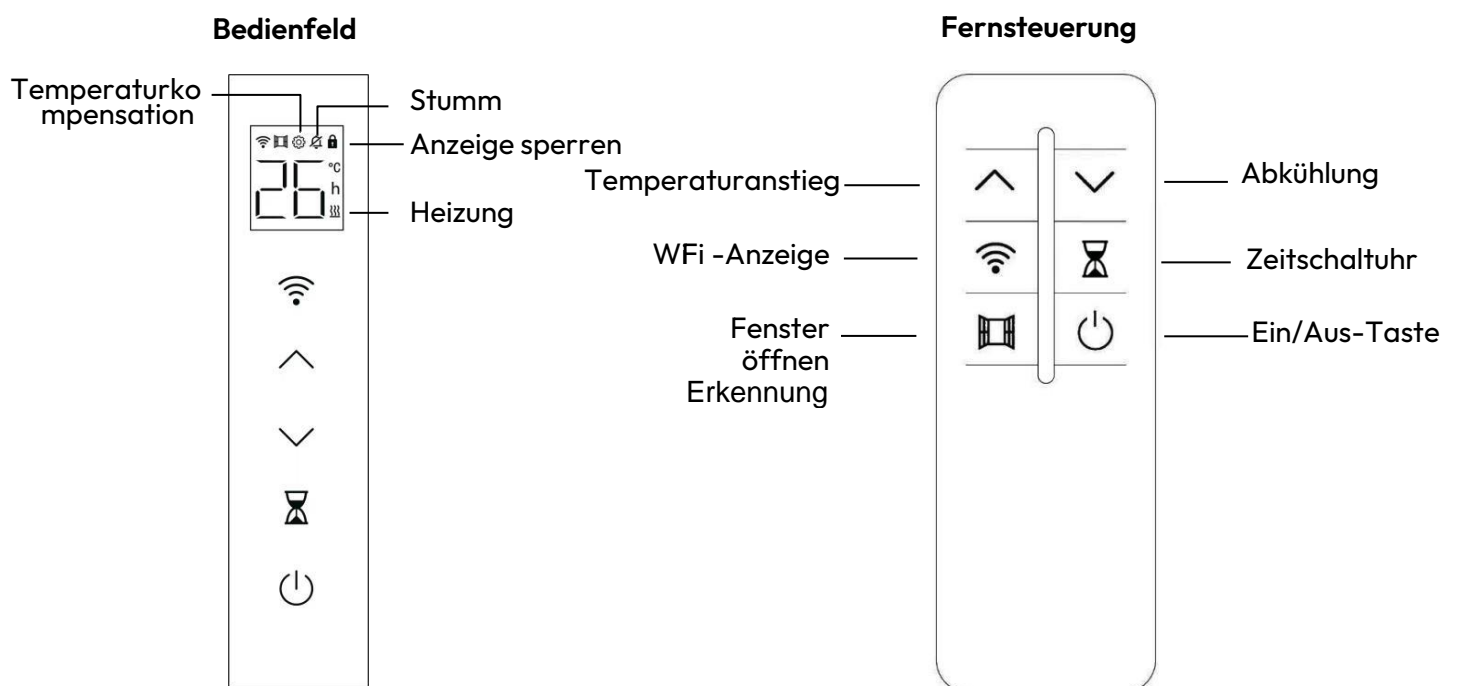 Bedienfeld
Temperaturko
mpensation
Stumm
Anzeige sperren
Heizung
26
°C
h
Fernsteuerung
Temperaturanstieg
Abkühlung
WFi -Anzeige
Zeitschaltuhr
Fenster
öffnen
Erkennung
Ein/Aus-Taste